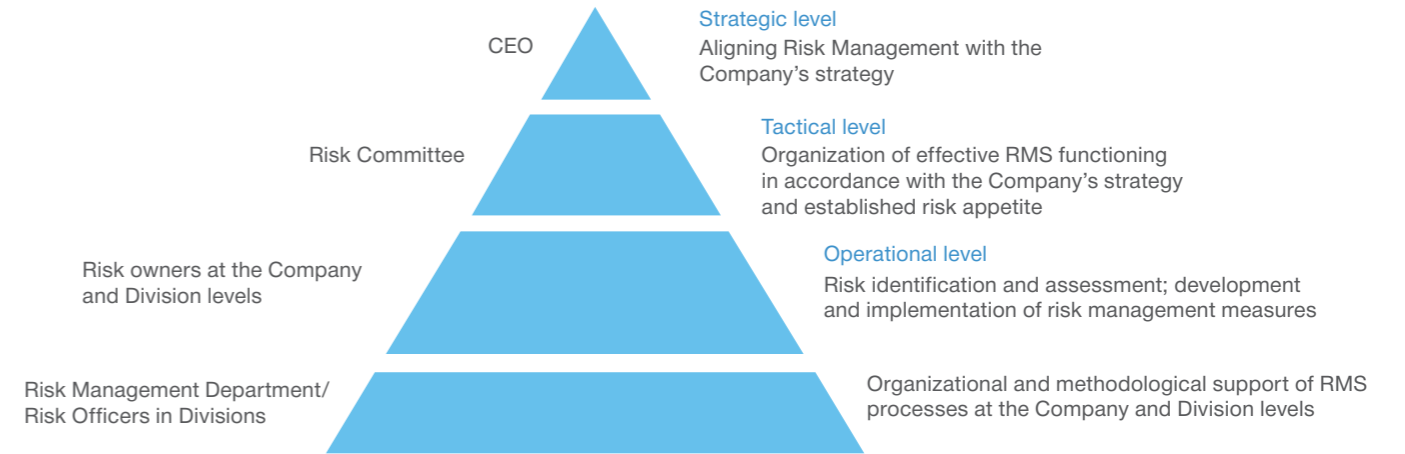 CEO
Strategic level
Aligning Risk Management with the
Company's strategy
Risk Committee
Tactical level
Organization of effective RMS functioning
in accordance with the Company's strategy
and established risk appetite
Risk owners at the Company
and Division levels
Operational level
Risk identification and assessment; development
and implementation of risk management measures
Risk Management Department/
Risk Officers in Divisions
Organizational and methodological support of RMS
processes at the Company and Division levels